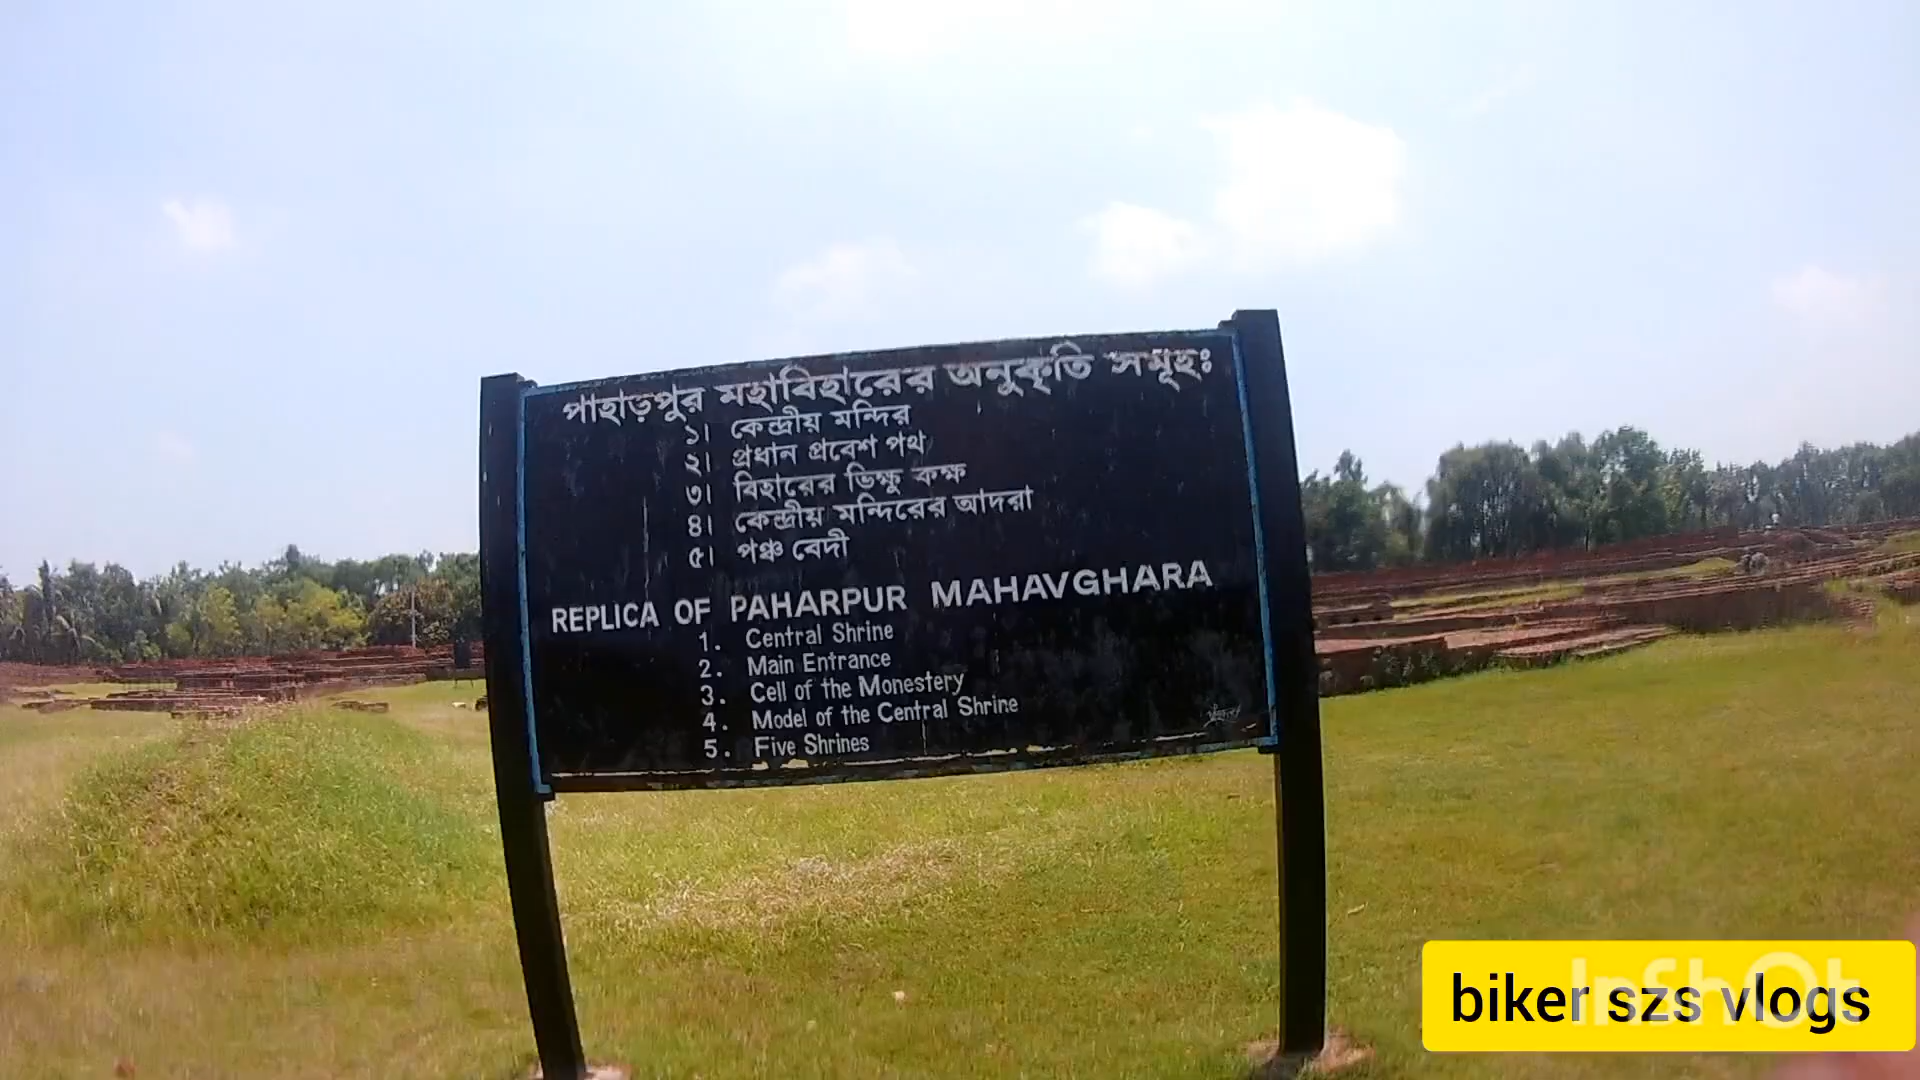 পাহাড়পুর মহাবিহারের অনুকৃতি সমূহঃ
১। কেন্দ্রীয় মন্দির
২। প্রধান প্রবেশ পথ
৩। বিহারের ভিক্ষু কক্ষ
৪। কেন্দ্রীয় মন্দিরের আদরা
৫। পঞ্চ বেদী
REPLICA OF PAHARPUR MAHAVGHARA
1. Central Shrine
2. Main Entrance
3. Cell of the Monestery
4. Model of the Central Shrine
5. Five Shrines
biker szs vlogs
InShOt